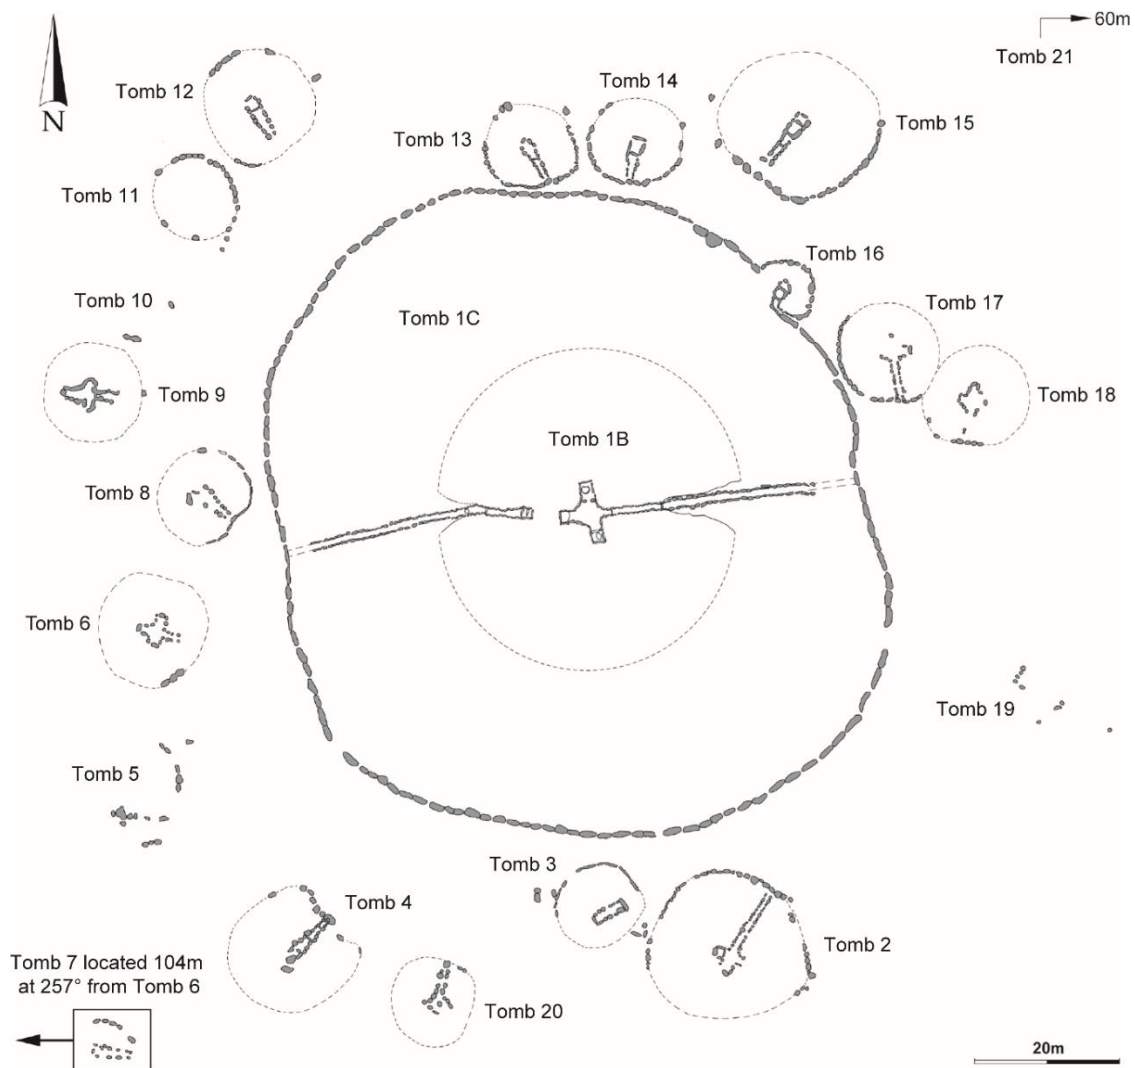 60m
Tomb 21
Tomb 14
Tomb 12
Tomb 13
Tomb 15
N
Tomb 11
Tomb 16
Tomb 10
Tomb 17
Tomb 1C
Tomb 9
Tomb 18
Tomb 1B
Tomb 8
Tomb 6
Tomb 19
Tomb 5
Tomb 3
Tomb 4
Tomb 2
Tomb 7 located 104m
at 257° from Tomb 6
Tomb 20
20m